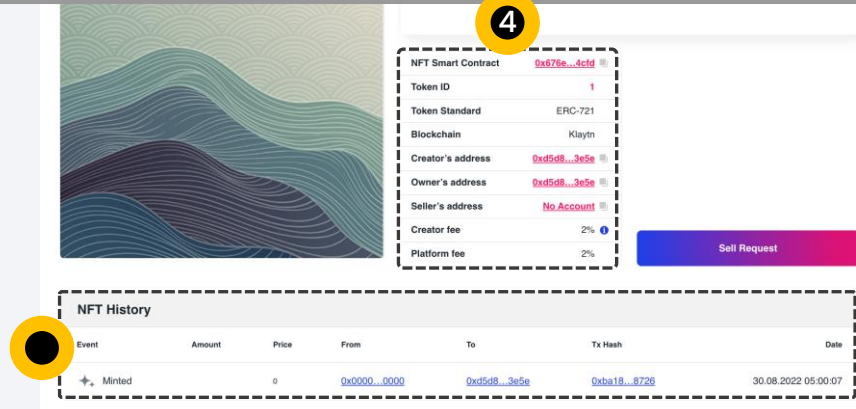 4
NFT Smart Contract 0x676e...4cfd
Token ID 1
Token Standard ERC-721
Blockchain Klaytn
Creator's address 0xd5d8...3e5e
Owner's address 0xd5d8...3e5e
Seller's address No Account
Creator fee 2%
Platform fee 2%
Sell Request
NFT History
Event Amount Price From To Tx Hash Date
Minted 0 0x0000...0000 0xd5d8...3e5e 0xba18...8726 30.08.2022 05:00:07